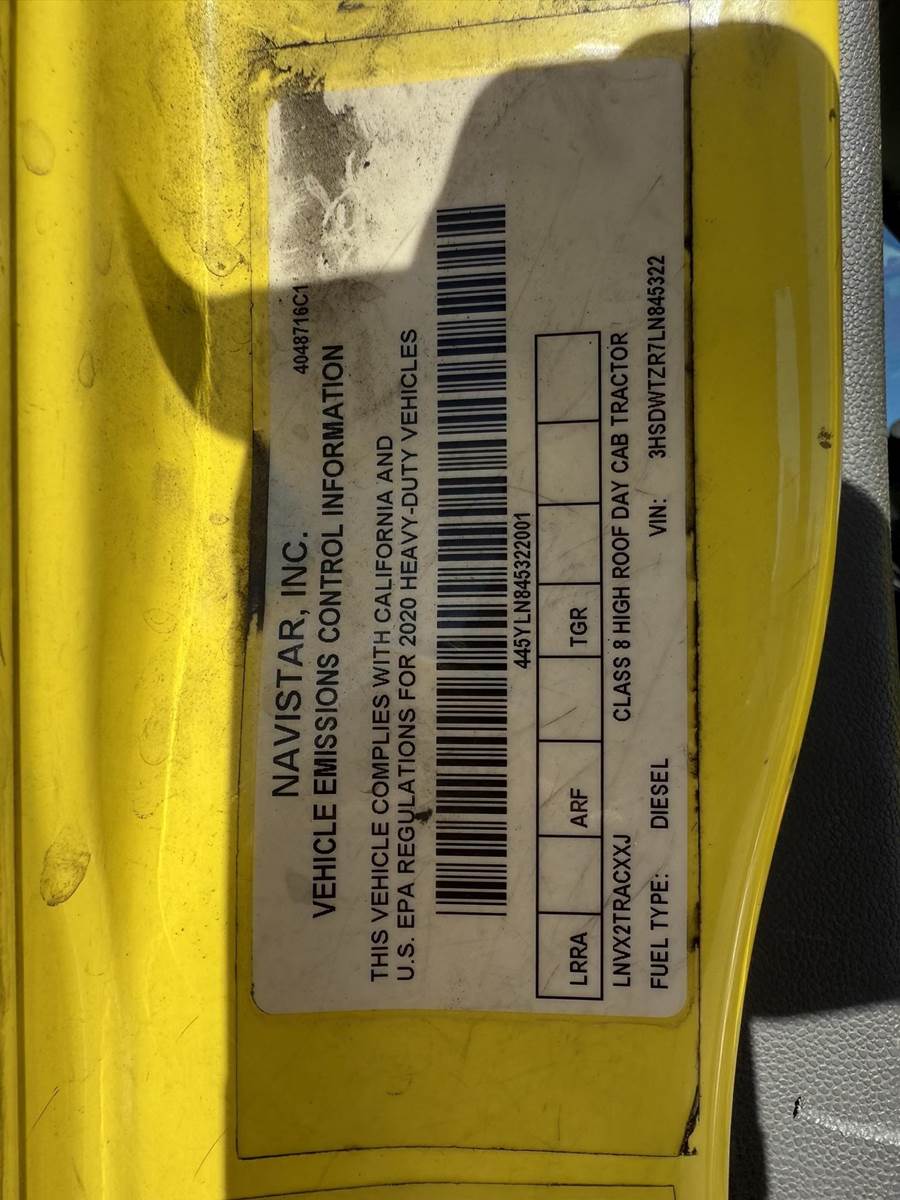 4048716C1
NAVISTAR, INC.
VEHICLE EMISSIONS CONTROL INFORMATION
THIS VEHICLE COMPLIES WITH CALIFORNIA AND
U.S. EPA REGULATIONS FOR 2020 HEAVY-DUTY VEHICLES
445YLN845322001
LRRA ARF TGR
LNVX2TRACXXJ CLASS 8 HIGH ROOF DAY CAB TRACTOR
FUEL TYPE: DIESEL VIN: 3HSDWTZR7LN845322